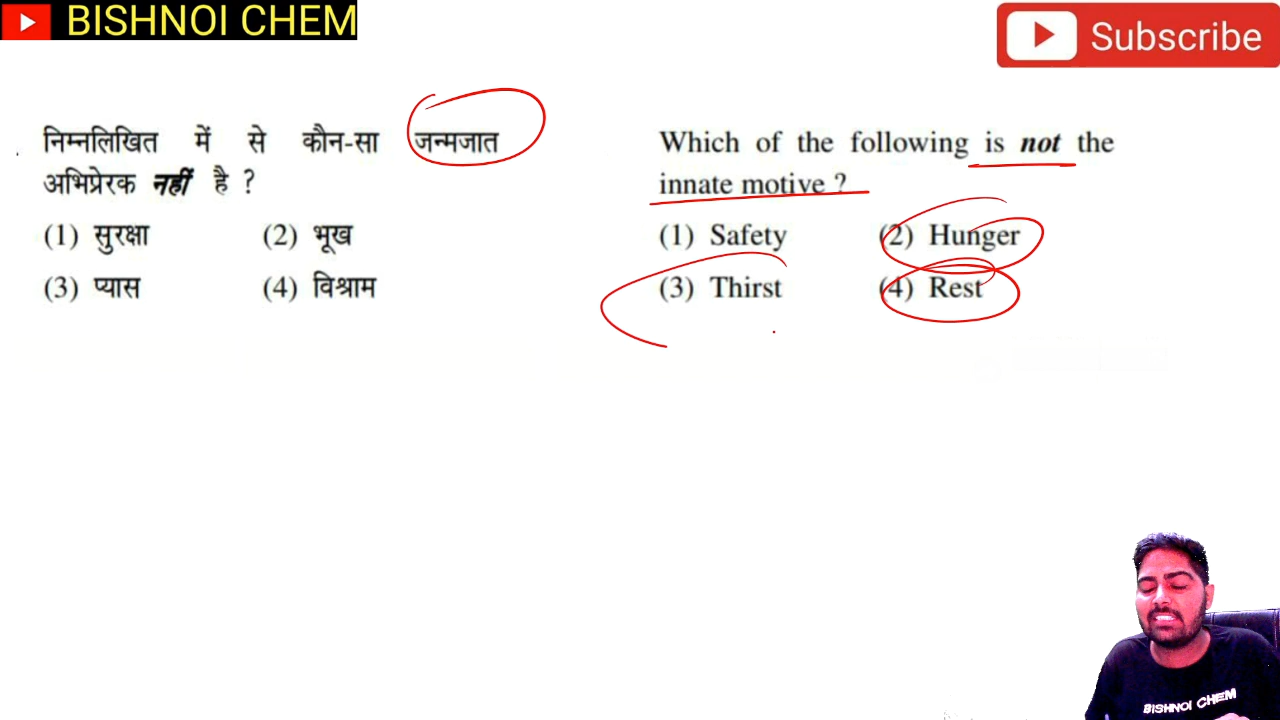 BISHNOI CHEM
Subscribe
निम्नलिखित में से कौन-सा जन्मजात
अभिप्रेरक नहीं है ?
(1) सुरक्षा (2) भूख
(3) प्यास (4) विश्राम
Which of the following is not the
innate motive ?
(1) Safety (2) Hunger
(3) Thirst (4) Rest
BISHNOI CHEM